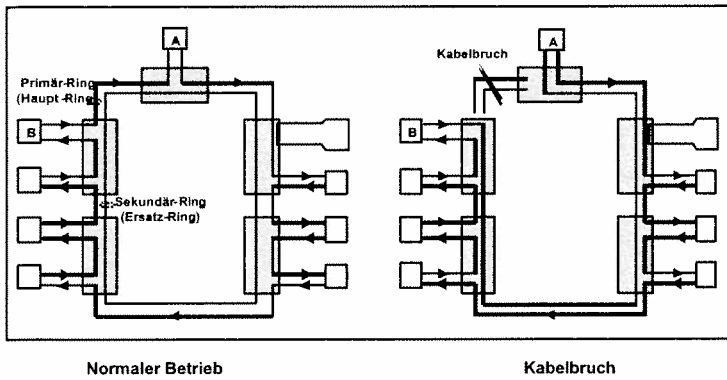 A
Primär-Ring
(Haupt-Ring)
B
Sekundär-Ring
(Ersatz-Ring)
A
Kabelbruch
B
Normaler Betrieb
Kabelbruch